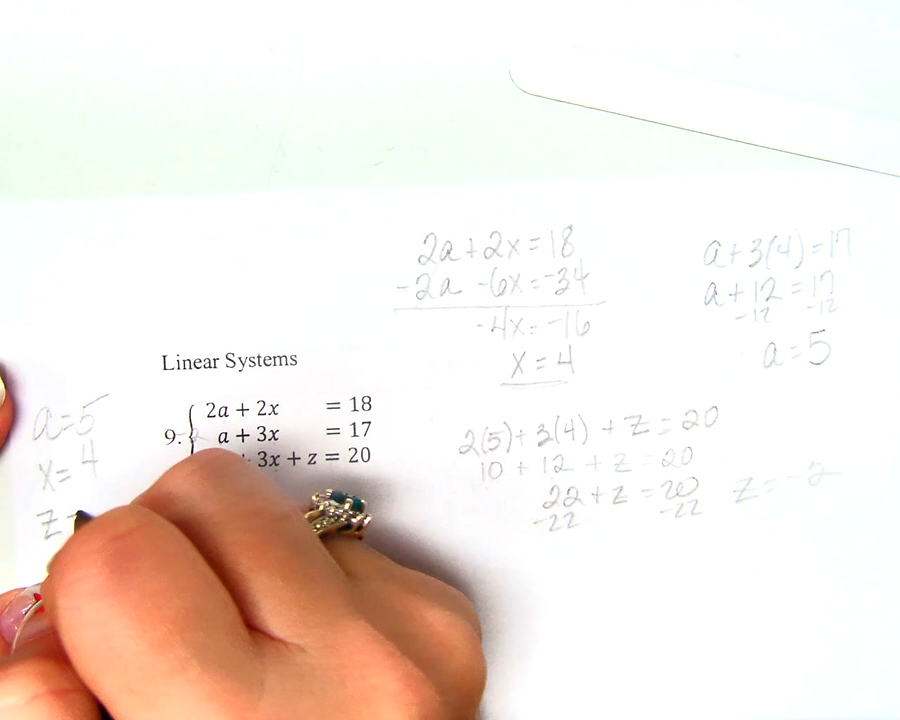 2a + 2x = 18
-2a - 6x = -34
-4x = -16
x = 4
a + 3(4) = 17
a + 12 = 17
-12 -12
a = 5
Linear Systems
9. 2a + 2x = 18
a + 3x = 17
3x + z = 20
a = 5
x = 4
z =
2(5) + 3(4) + z = 20
10 + 12 + z = 20
22 + z = 20
-22 -22
z = -2